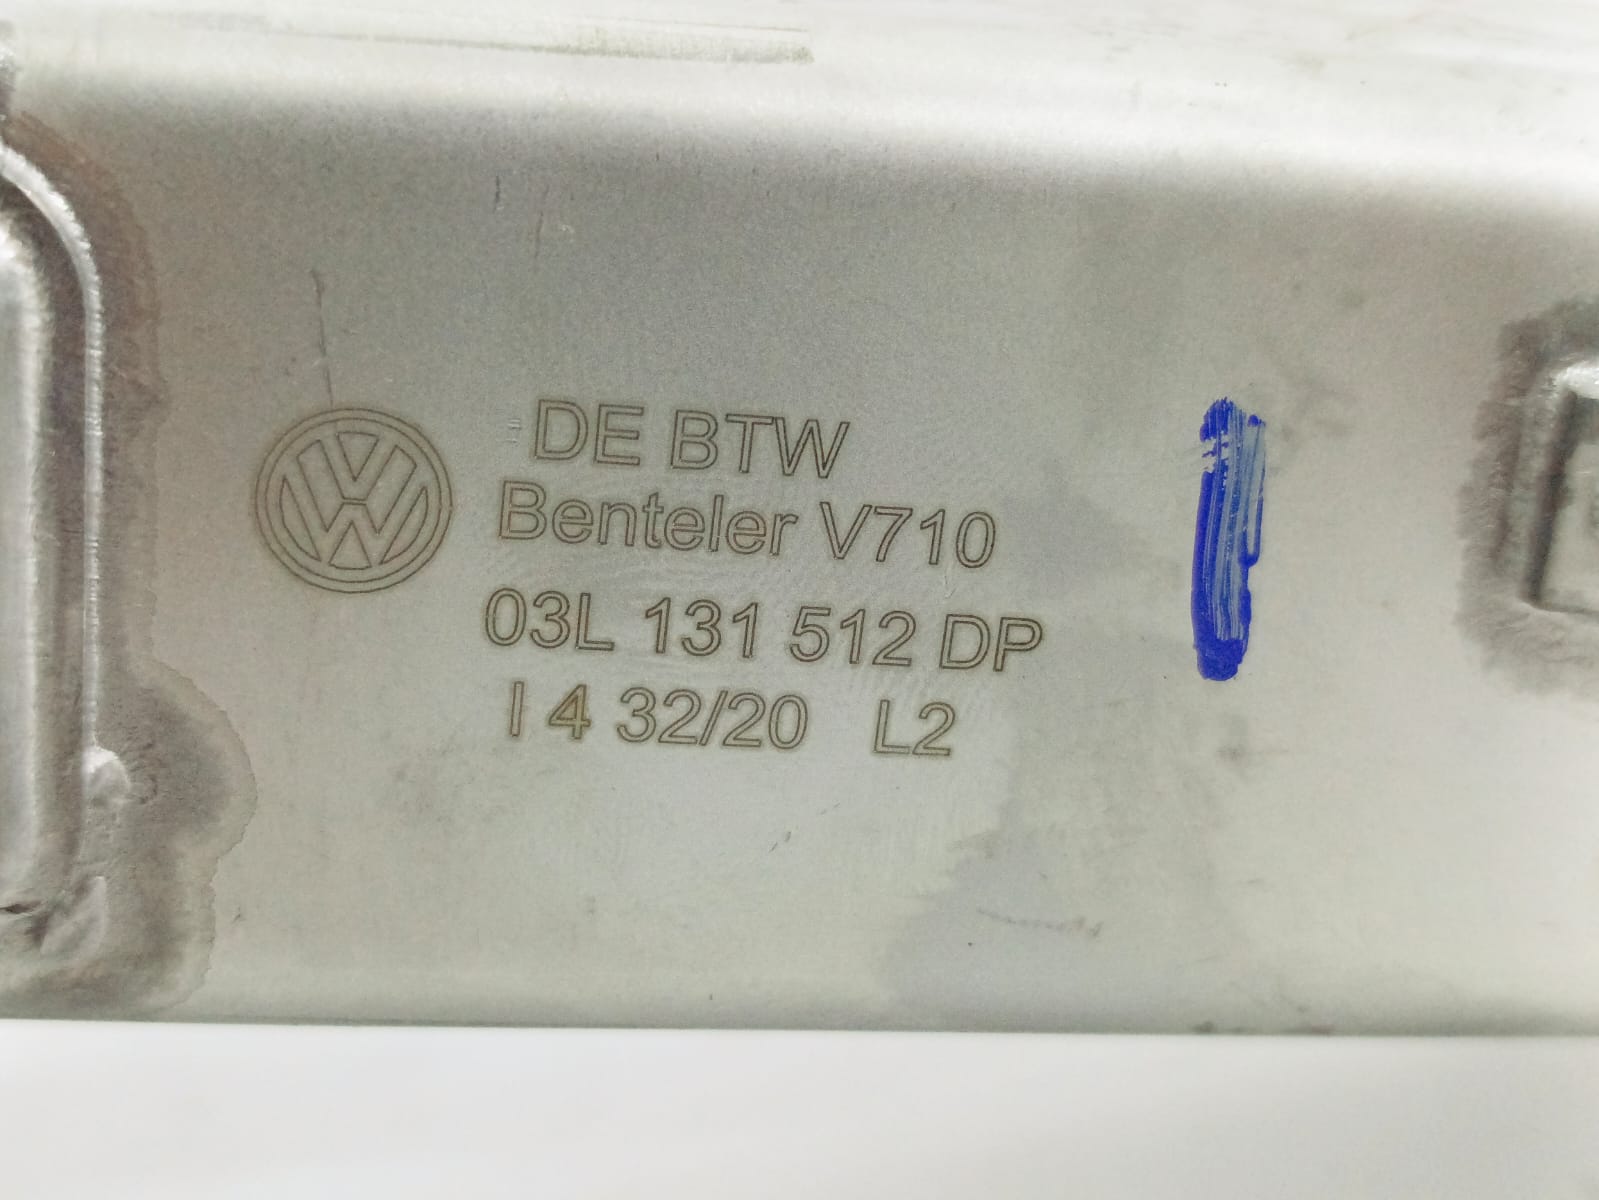 DE BTW
Benteler V710
03L 131 512 DP
I 4 32/20 L2